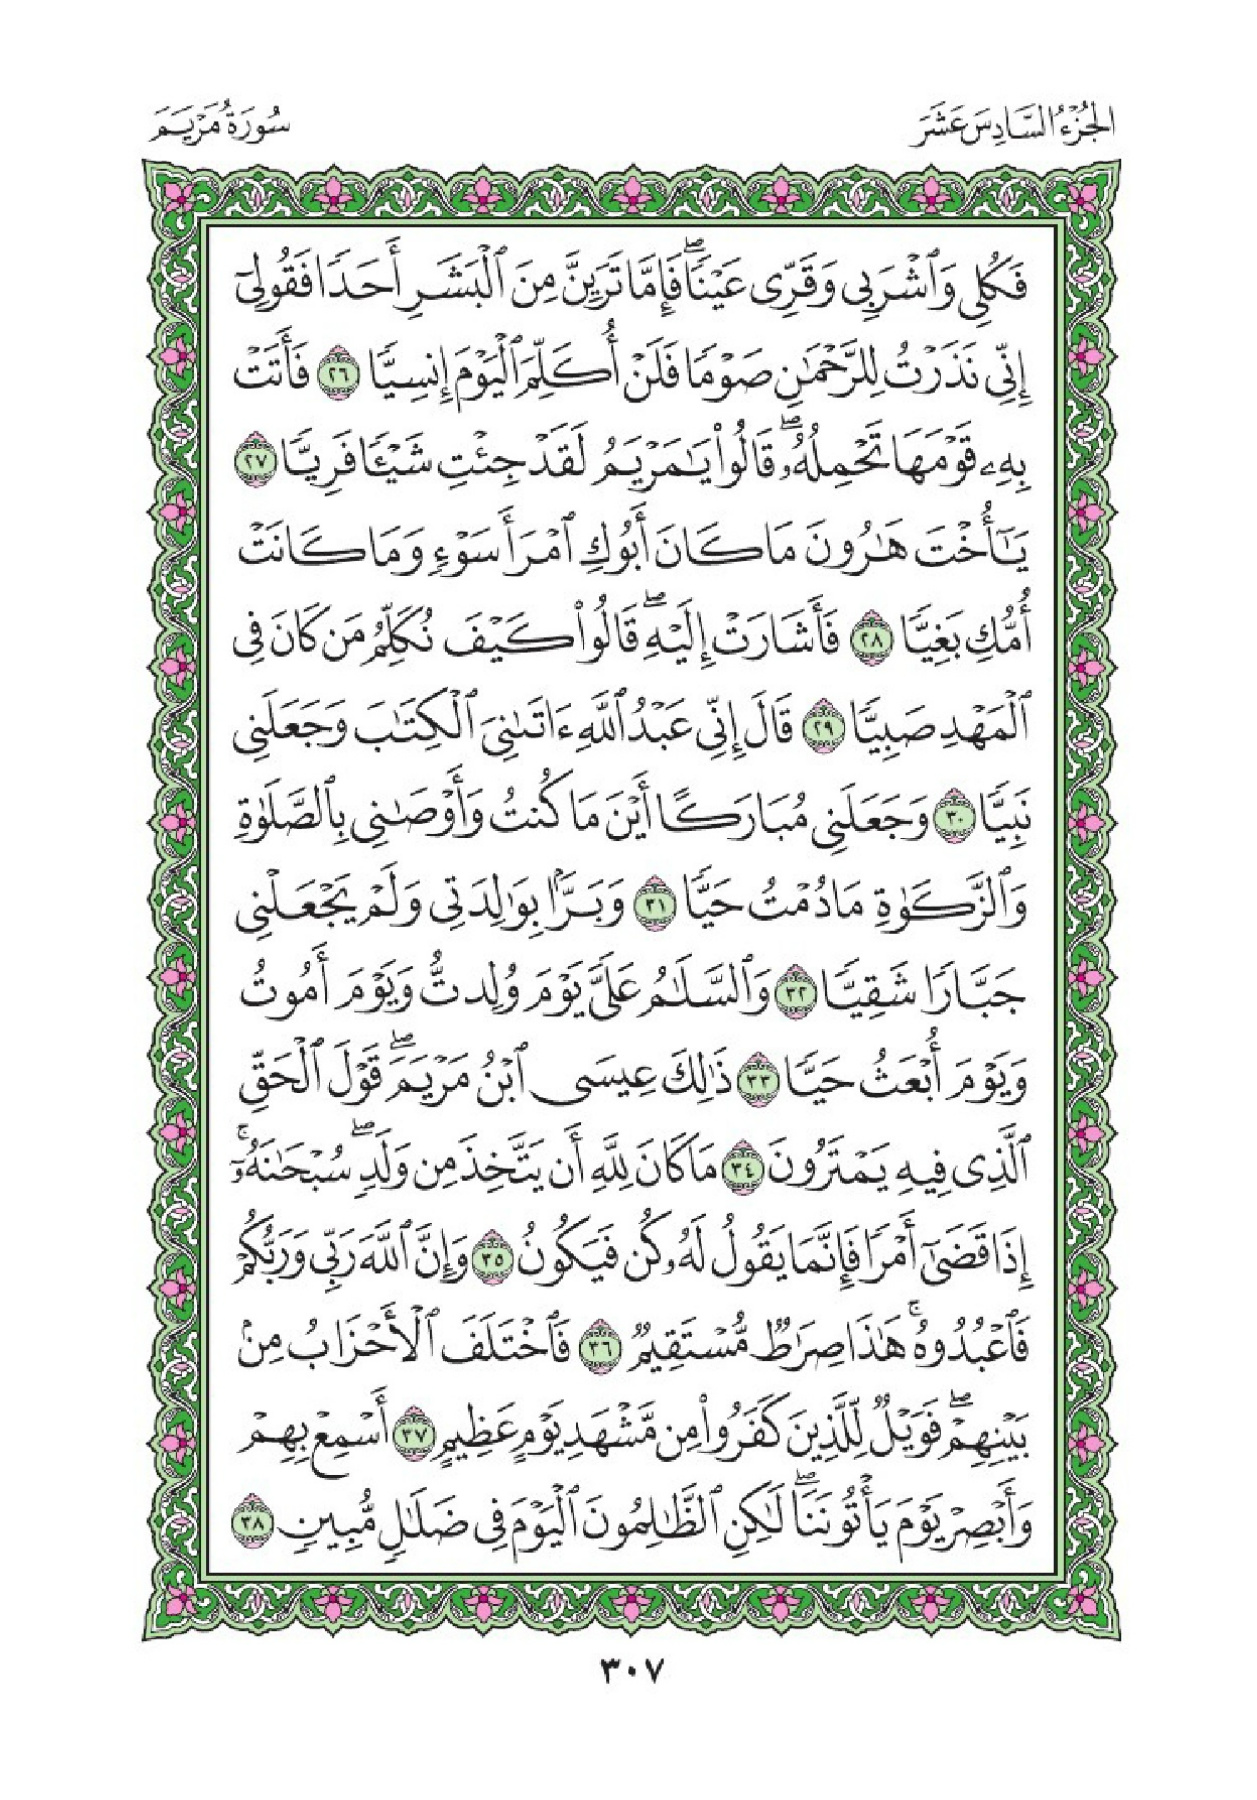 الجُزْءُ السَّادِسَ عَشَرَ
سُورَةُ مَرْيَمَ
فَكُلِى وَٱشْرَبِى وَقَرِّى عَيْنًاۖ فَإِمَّا تَرَيِنَّ مِنَ ٱلْبَشَرِ أَحَدًا فَقُولِىٓ
إِنِّى نَذَرْتُ لِلرَّحْمَٰنِ صَوْمًا فَلَنْ أُكَلِّمَ ٱلْيَوْمَ إِنسِيًّا ٢٦ فَأَتَتْ
بِهِۦ قَوْمَهَا تَحْمِلُهُۥۖ قَالُوا۟ يَٰمَرْيَمُ لَقَدْ جِئْتِ شَيْـًٔا فَرِيًّا ٢٧
يَٰٓأُخْتَ هَٰرُونَ مَا كَانَ أَبُوكِ ٱمْرَأَ سَوْءٍ وَمَا كَانَتْ
أُمُّكِ بَغِيًّا ٢٨ فَأَشَارَتْ إِلَيْهِۖ قَالُوا۟ كَيْفَ نُكَلِّمُ مَن كَانَ فِى
ٱلْمَهْدِ صَبِيًّا ٢٩ قَالَ إِنِّى عَبْدُ ٱللَّهِ ءَاتَىٰنِىَ ٱلْكِتَٰبَ وَجَعَلَنِى
نَبِيًّا ٣٠ وَجَعَلَنِى مُبَارَكًا أَيْنَ مَا كُنتُ وَأَوْصَٰنِى بِٱلصَّلَوٰةِ
وَٱلزَّكَوٰةِ مَا دُمْتُ حَيًّا ٣١ وَبَرًّۢا بِوَٰلِدَتِى وَلَمْ يَجْعَلْنِى
جَبَّارًا شَقِيًّا ٣٢ وَٱلسَّلَٰمُ عَلَىَّ يَوْمَ وُلِدتُّ وَيَوْمَ أَمُوتُ
وَيَوْمَ أُبْعَثُ حَيًّا ٣٣ ذَٰلِكَ عِيسَى ٱبْنُ مَرْيَمَۖ قَوْلَ ٱلْحَقِّ
ٱلَّذِى فِيهِ يَمْتَرُونَ ٣٤ مَا كَانَ لِلَّهِ أَن يَتَّخِذَ مِن وَلَدٍۖ سُبْحَٰنَهُۥٓۚ
إِذَا قَضَىٰٓ أَمْرًا فَإِنَّمَا يَقُولُ لَهُۥ كُن فَيَكُونُ ٣٥ وَإِنَّ ٱللَّهَ رَبِّى وَرَبُّكُمْ
فَٱعْبُدُوهُۚ هَٰذَا صِرَٰطٌ مُّسْتَقِيمٌ ٣٦ فَٱخْتَلَفَ ٱلْأَحْزَابُ مِنۢ
بَيْنِهِمْۖ فَوَيْلٌ لِّلَّذِينَ كَفَرُوا۟ مِن مَّشْهَدِ يَوْمٍ عَظِيمٍ ٣٧ أَسْمِعْ بِهِمْ
وَأَبْصِرْ يَوْمَ يَأْتُونَنَاۖ لَٰكِنِ ٱلظَّٰلِمُونَ ٱلْيَوْمَ فِى ضَلَٰلٍ مُّبِينٍ ٣٨
٣٠٧